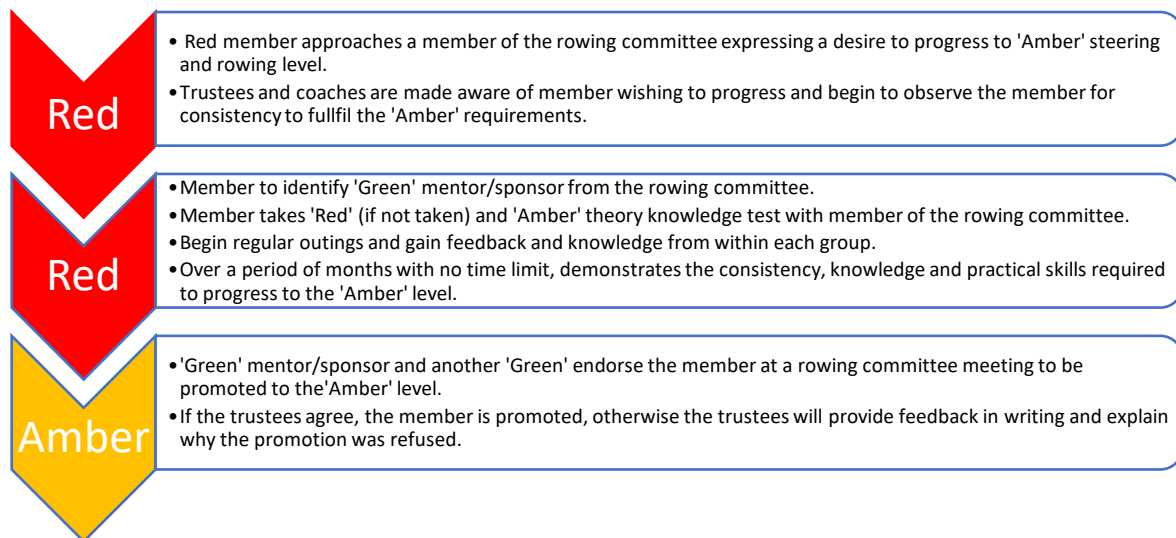 Red
• Red member approaches a member of the rowing committee expressing a desire to progress to 'Amber' steering
and rowing level.
•Trustees and coaches are made aware of member wishing to progress and begin to observe the member for
consistency to fullfil the 'Amber' requirements.
Red
•Member to identify 'Green' mentor/sponsor from the rowing committee.
•Member takes 'Red' (if not taken) and 'Amber' theory knowledge test with member of the rowing committee.
•Begin regular outings and gain feedback and knowledge from within each group.
•Over a period of months with no time limit, demonstrates the consistency, knowledge and practical skills required
to progress to the 'Amber' level.
Amber
•'Green' mentor/sponsor and another 'Green' endorse the member at a rowing committee meeting to be
promoted to the'Amber' level.
•If the trustees agree, the member is promoted, otherwise the trustees will provide feedback in writing and explain
why the promotion was refused.